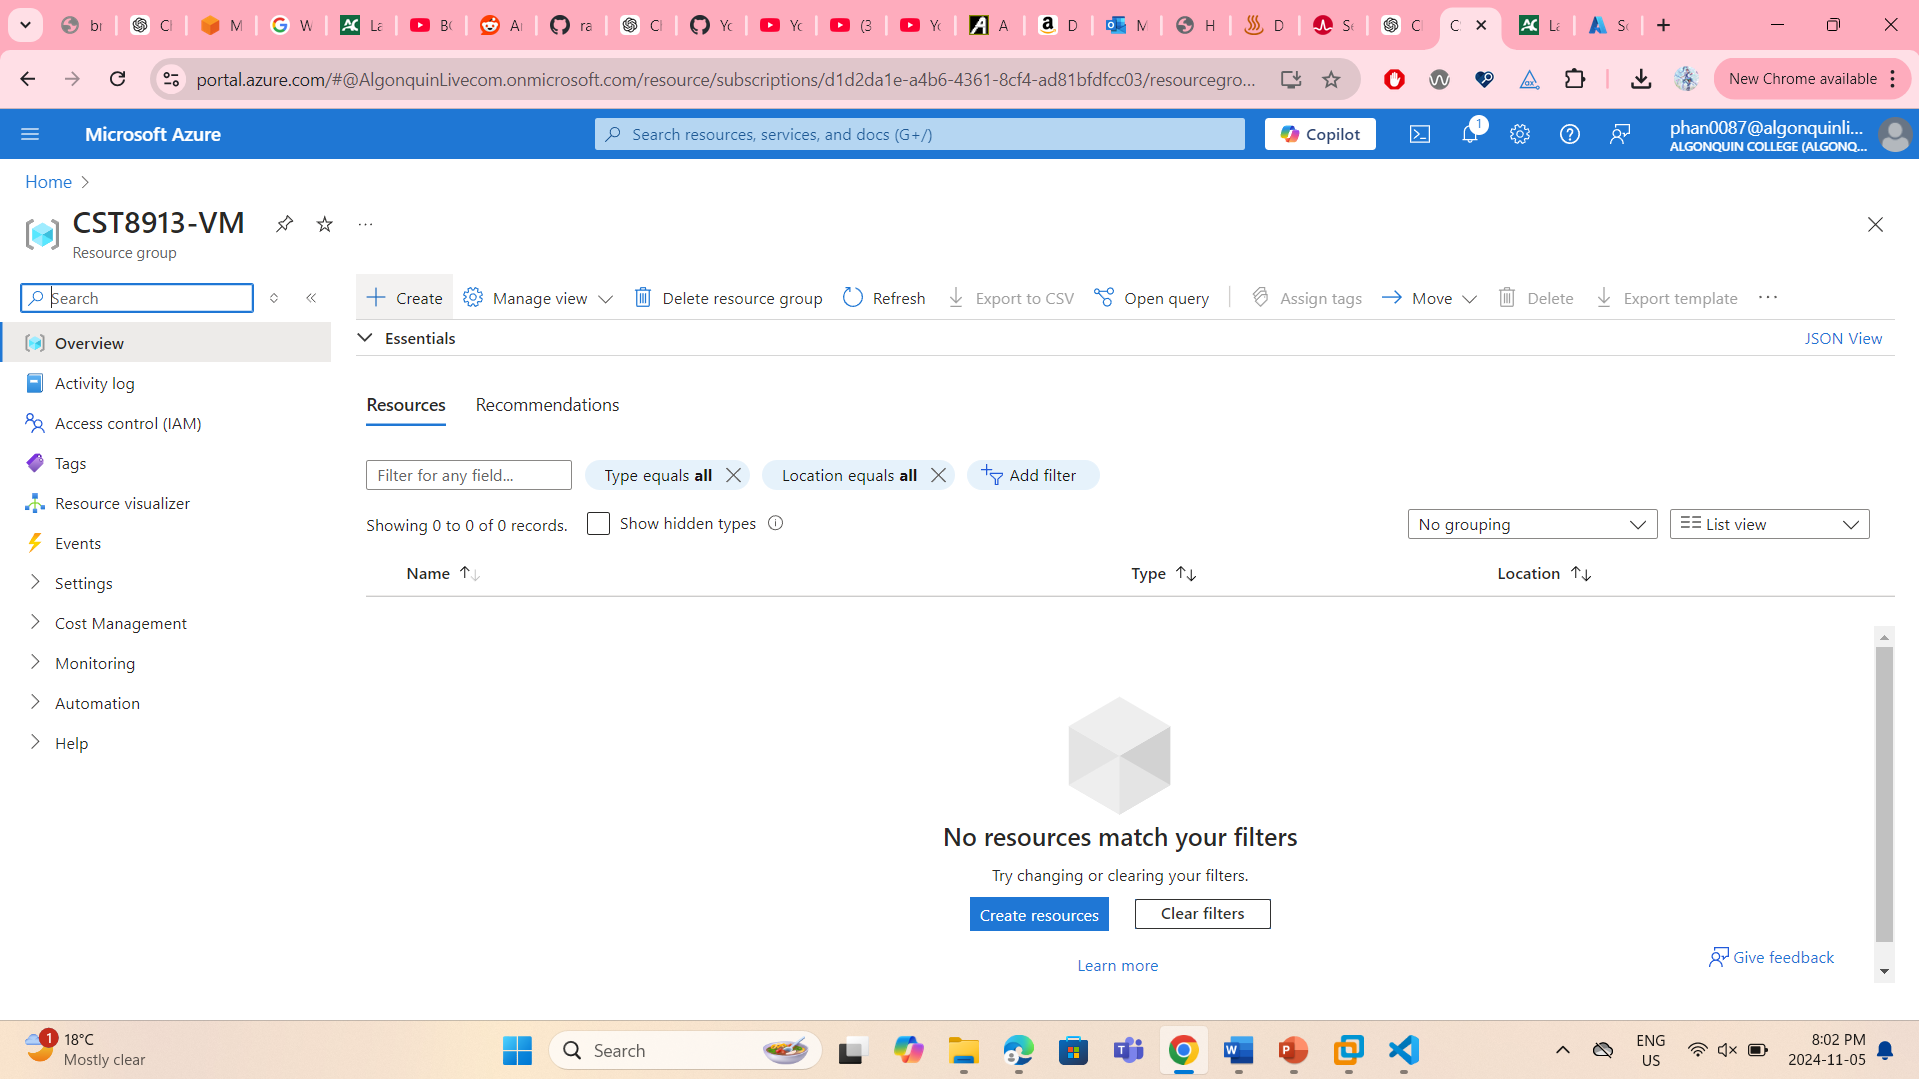 br
Cl
M
W
La
BC
Ar
ra
Cl
Yo
Yo
(3
Yo
A
D
M
H
D
Se
Cl
C
La
Sc
portal.azure.com/#@AlgonquinLivecom.onmicrosoft.com/resource/subscriptions/d1d2da1e-a4b6-4361-8cf4-ad81bfdfcc03/resourcegro...
New Chrome available
Microsoft Azure
Search resources, services, and docs (G+/)
Copilot
1
phan0087@algonquinli...
ALGONQUIN COLLEGE (ALGONQ...
Home
CST8913-VM
Resource group
Search
Create
Manage view
Delete resource group
Refresh
Export to CSV
Open query
Assign tags
Move
Delete
Export template
Essentials
JSON View
Overview
Activity log
Access control (IAM)
Tags
Resource visualizer
Events
Settings
Cost Management
Monitoring
Automation
Help
Resources
Recommendations
Filter for any field...
Type equals all
Location equals all
Add filter
Showing 0 to 0 of 0 records.
Show hidden types
No grouping
List view
Name
Type
Location
No resources match your filters
Try changing or clearing your filters.
Create resources
Clear filters
Learn more
Give feedback
1
18°C
Mostly clear
Search
ENG
US
8:02 PM
2024-11-05